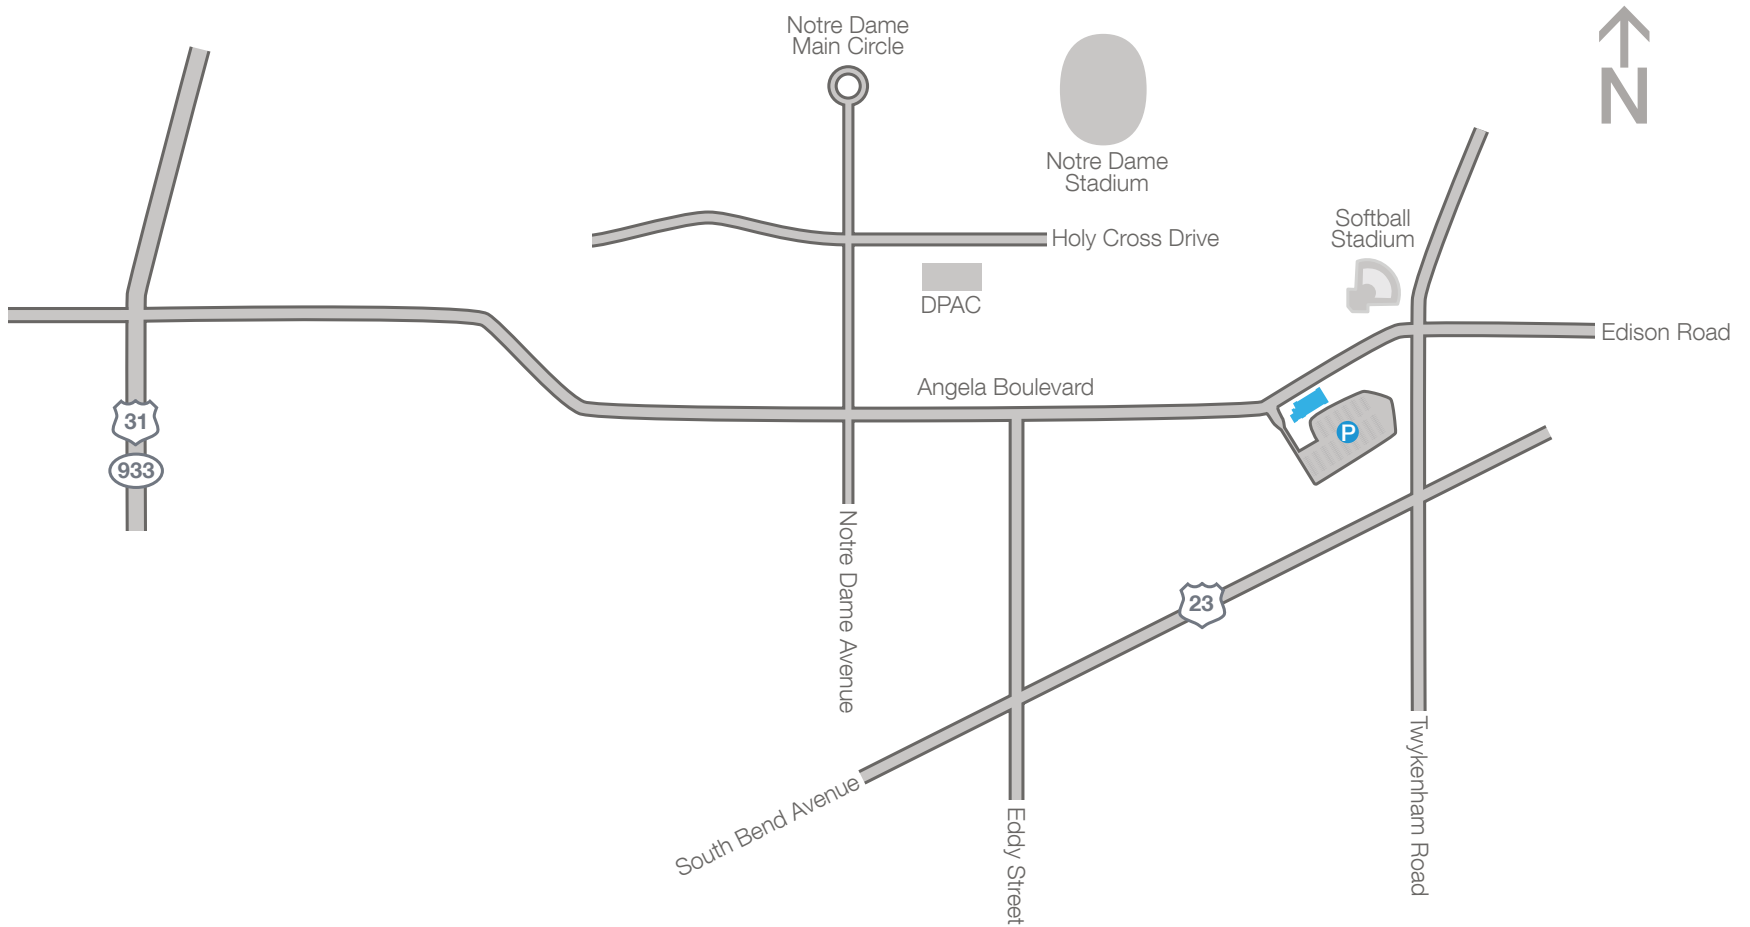 Notre Dame
Main Circle
N
Notre Dame
Stadium
Softball
Stadium
Holy Cross Drive
DPAC
Edison Road
Angela Boulevard
31
P
933
Notre Dame Avenue
23
South Bend Avenue
Eddy Street
Twykenham Road